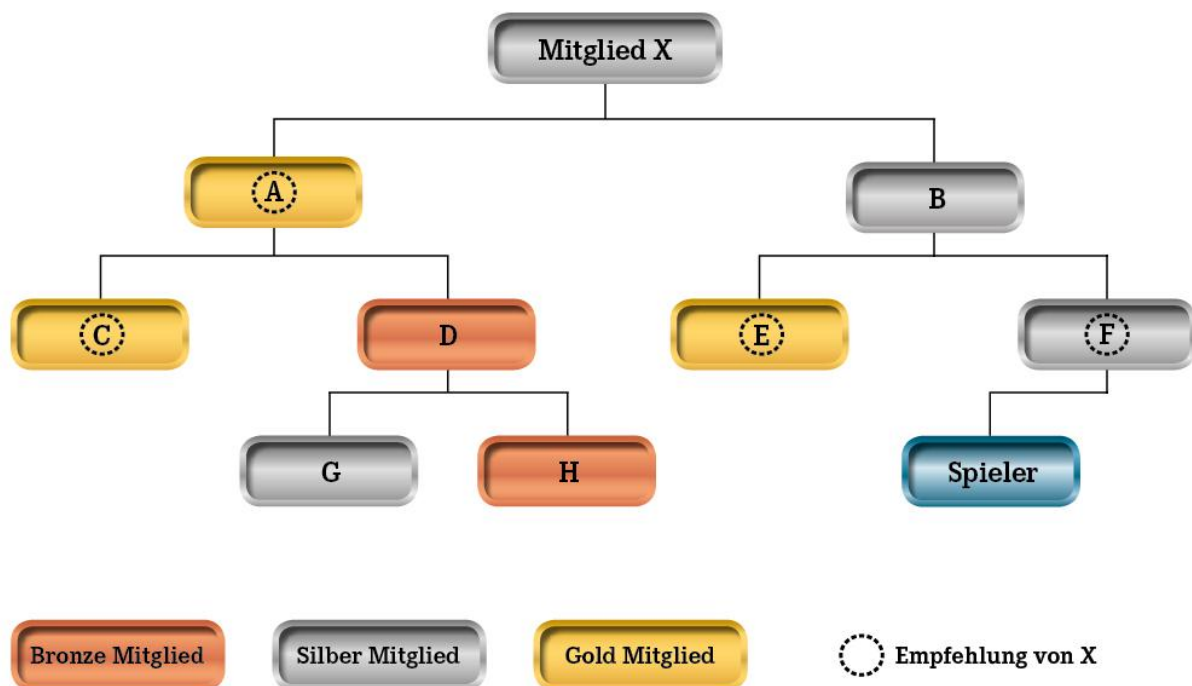 Mitglied X
A
B
C
D
E
F
G
H
Spieler
Bronze Mitglied
Silber Mitglied
Gold Mitglied
Empfehlung von X